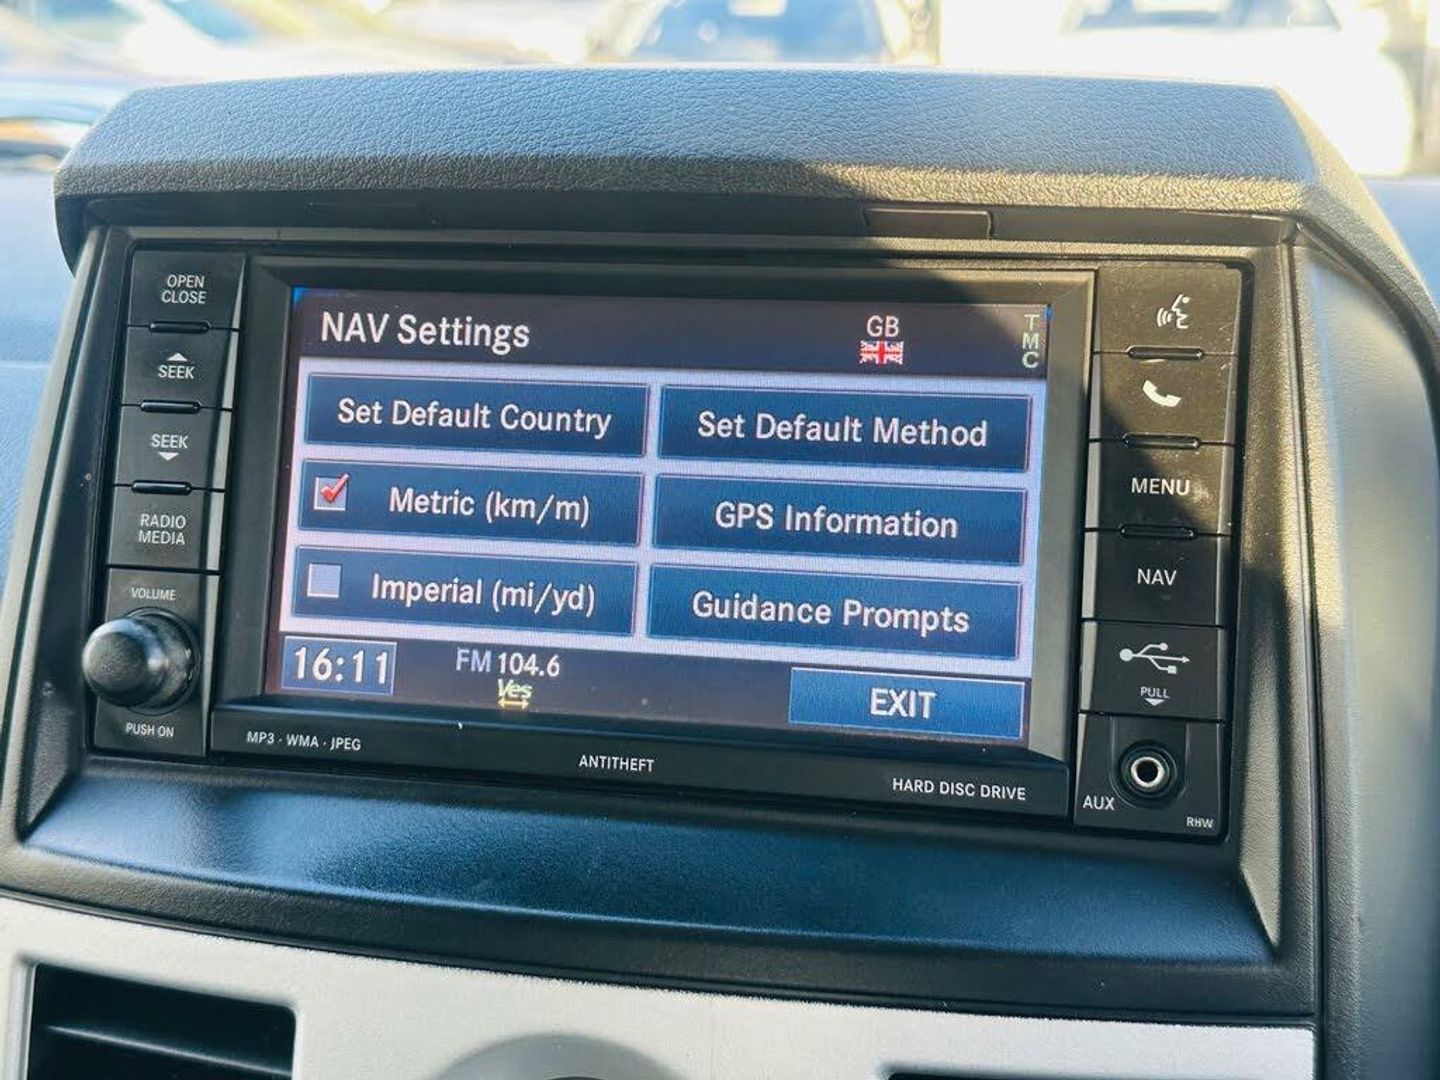 OPEN
CLOSE
SEEK
SEEK
RADIO
MEDIA
VOLUME
PUSH ON
NAV Settings
GB
TMC
Set Default Country
Set Default Method
Metric (km/m)
GPS Information
Imperial (mi/yd)
Guidance Prompts
16:11
FM 104.6
Ves
EXIT
MP3 · WMA · JPEG
ANTITHEFT
HARD DISC DRIVE
MENU
NAV
PULL
AUX
RHW